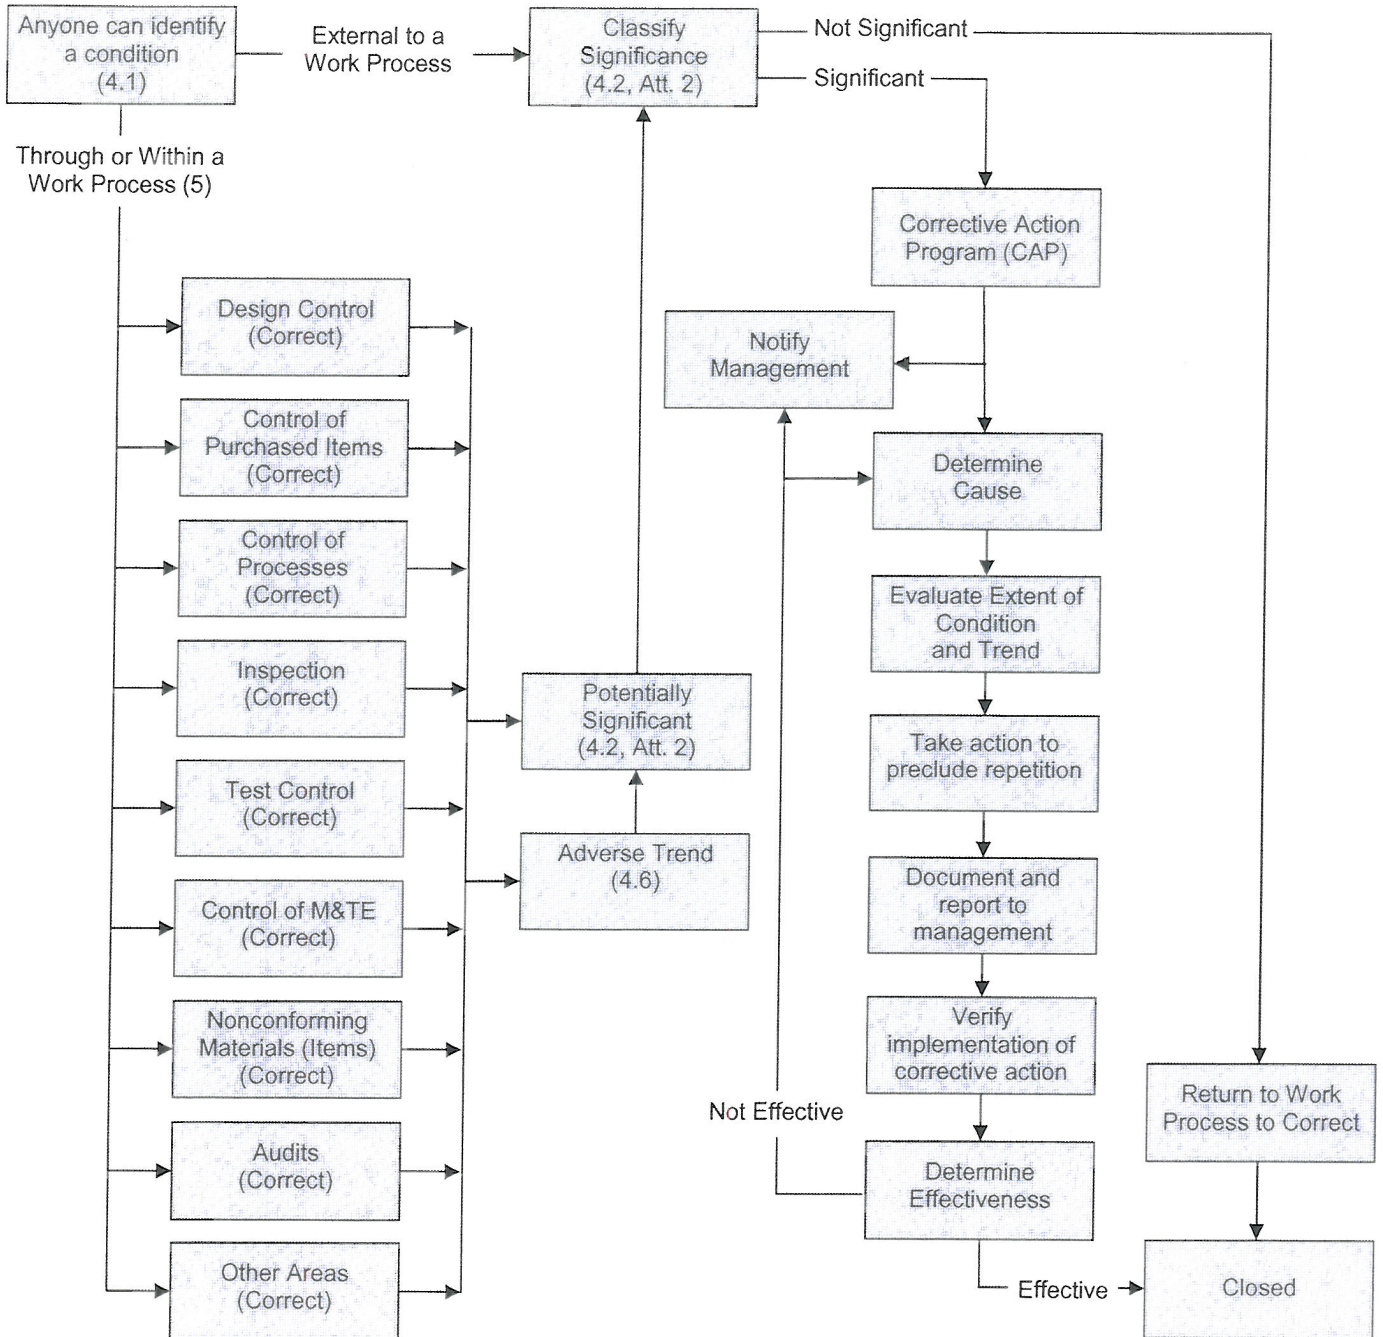 Anyone can identify
a condition
(4.1)
External to a
Work Process
Classify
Significance
(4.2, Att. 2)
Not Significant
Significant
Through or Within a
Work Process (5)
Corrective Action
Program (CAP)
Design Control
(Correct)
Notify
Management
Control of
Purchased Items
(Correct)
Determine
Cause
Control of
Processes
(Correct)
Evaluate Extent of
Condition
and Trend
Inspection
(Correct)
Potentially
Significant
(4.2, Att. 2)
Take action to
preclude repetition
Test Control
(Correct)
Adverse Trend
(4.6)
Document and
report to
management
Control of M&TE
(Correct)
Nonconforming
Materials (Items)
(Correct)
Verify
implementation of
corrective action
Return to Work
Process to Correct
Not Effective
Audits
(Correct)
Determine
Effectiveness
Other Areas
(Correct)
Effective
Closed